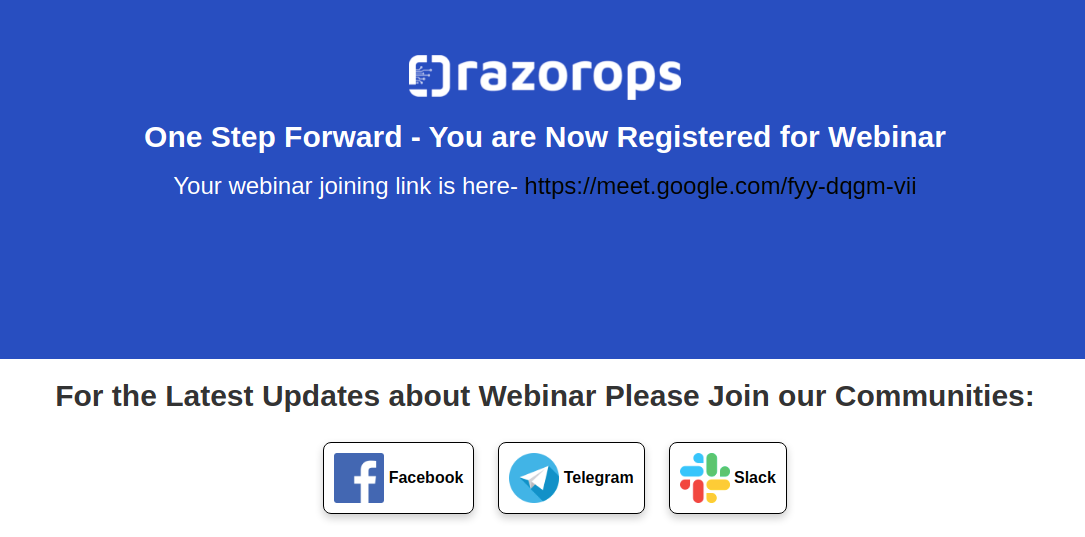 razorops
One Step Forward - You are Now Registered for Webinar
Your webinar joining link is here- https://meet.google.com/fyy-dqgm-vii
For the Latest Updates about Webinar Please Join our Communities:
Facebook Telegram Slack